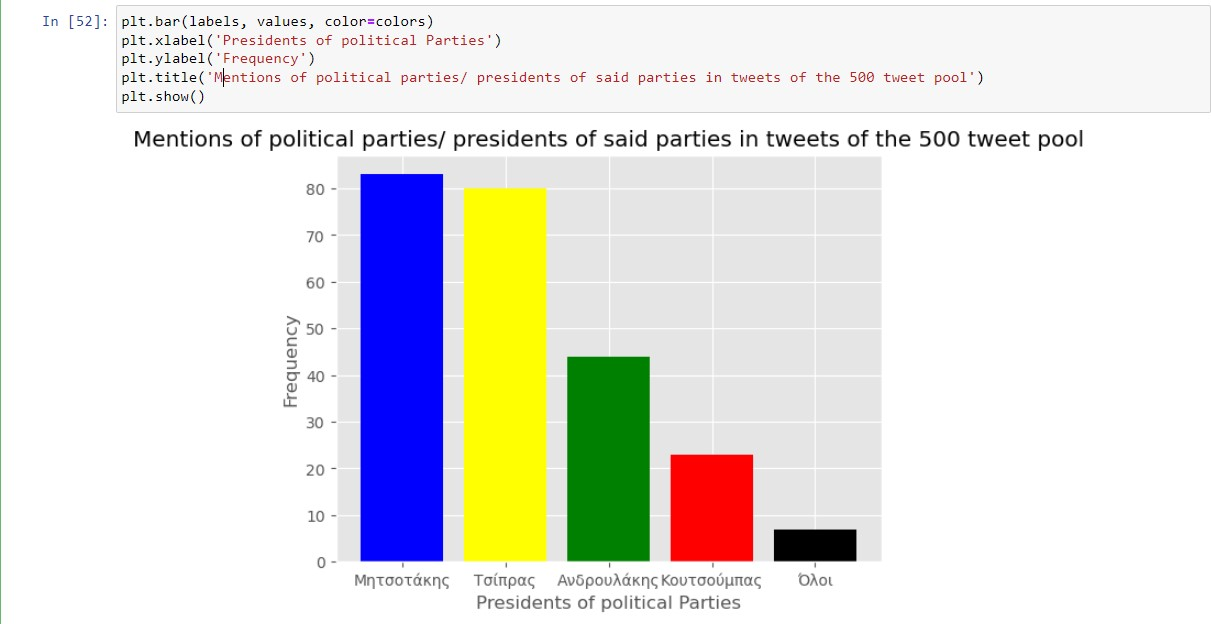 In [52]: plt.bar(labels, values, color=colors)
plt.xlabel('Presidents of political Parties')
plt.ylabel('Frequency')
plt.title('Mentions of political parties/ presidents of said parties in tweets of the 500 tweet pool')
plt.show()
Mentions of political parties/ presidents of said parties in tweets of the 500 tweet pool
80
70
60
50
40
30
20
10
0
Frequency
Μητσοτάκης Τσίπρας Ανδρουλάκης Κουτσούμπας Όλοι
Presidents of political Parties